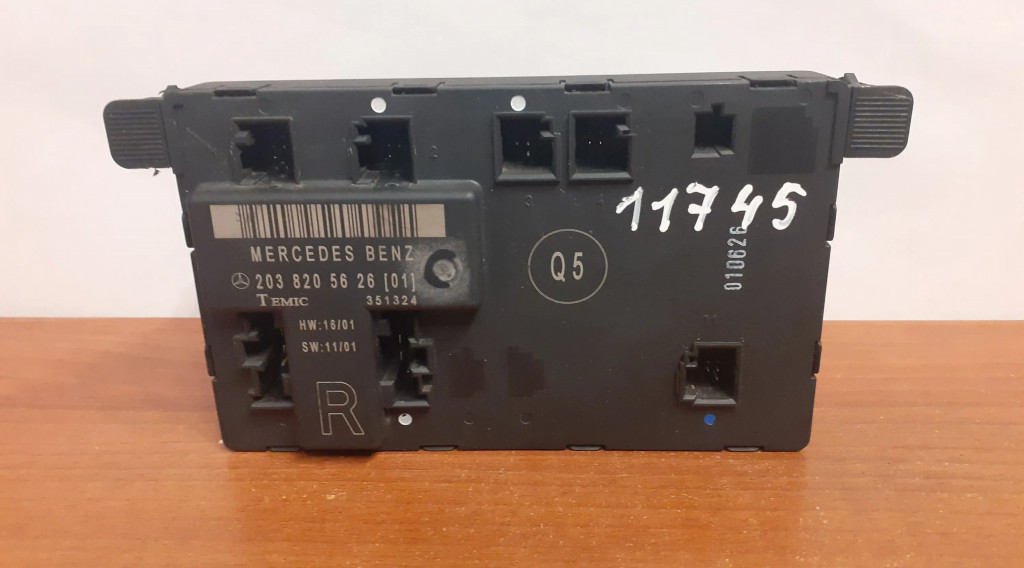 11745
MERCEDES BENZ
203 820 56 26 [01]
TEMIC 351324
HW:16/01
SW:11/01
R
Q5
010626